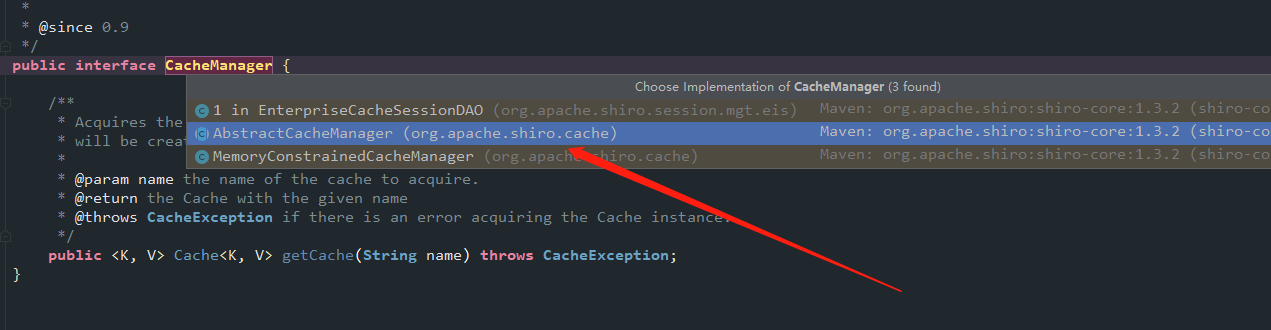 *
* @since 0.9
*/
public interface CacheManager {
Choose Implementation of CacheManager (3 found)
1 in EnterpriseCacheSessionDAO (org.apache.shiro.session.mgt.eis) Maven: org.apache.shiro:shiro-core:1.3.2 (shiro-co
/**
* Acquires the
AbstractCacheManager (org.apache.shiro.cache) Maven: org.apache.shiro:shiro-core:1.3.2 (shiro-co
* will be creat
MemoryConstrainedCacheManager (org.apache.shiro.cache) Maven: org.apache.shiro:shiro-core:1.3.2 (shiro-co
*
* @param name the name of the cache to acquire.
* @return the Cache with the given name
* @throws CacheException if there is an error acquiring the Cache instance.
*/
public <K, V> Cache<K, V> getCache(String name) throws CacheException;
}